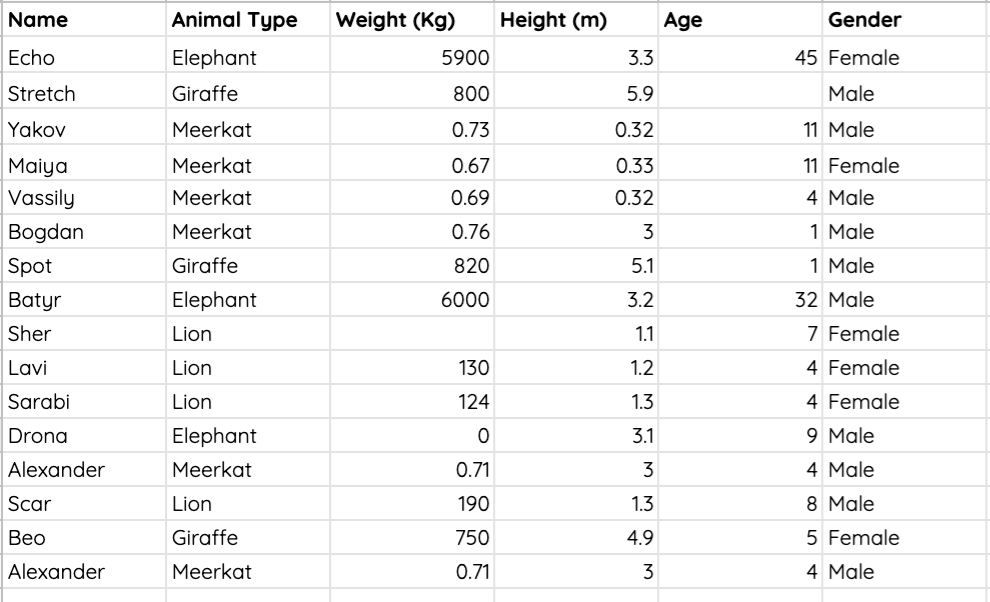 Name Animal Type Weight (Kg) Height (m) Age Gender
Echo Elephant 5900 3.3 45 Female
Stretch Giraffe 800 5.9 Male
Yakov Meerkat 0.73 0.32 11 Male
Maiya Meerkat 0.67 0.33 11 Female
Vassily Meerkat 0.69 0.32 4 Male
Bogdan Meerkat 0.76 3 1 Male
Spot Giraffe 820 5.1 1 Male
Batyr Elephant 6000 3.2 32 Male
Sher Lion 1.1 7 Female
Lavi Lion 130 1.2 4 Female
Sarabi Lion 124 1.3 4 Female
Drona Elephant 0 3.1 9 Male
Alexander Meerkat 0.71 3 4 Male
Scar Lion 190 1.3 8 Male
Beo Giraffe 750 4.9 5 Female
Alexander Meerkat 0.71 3 4 Male